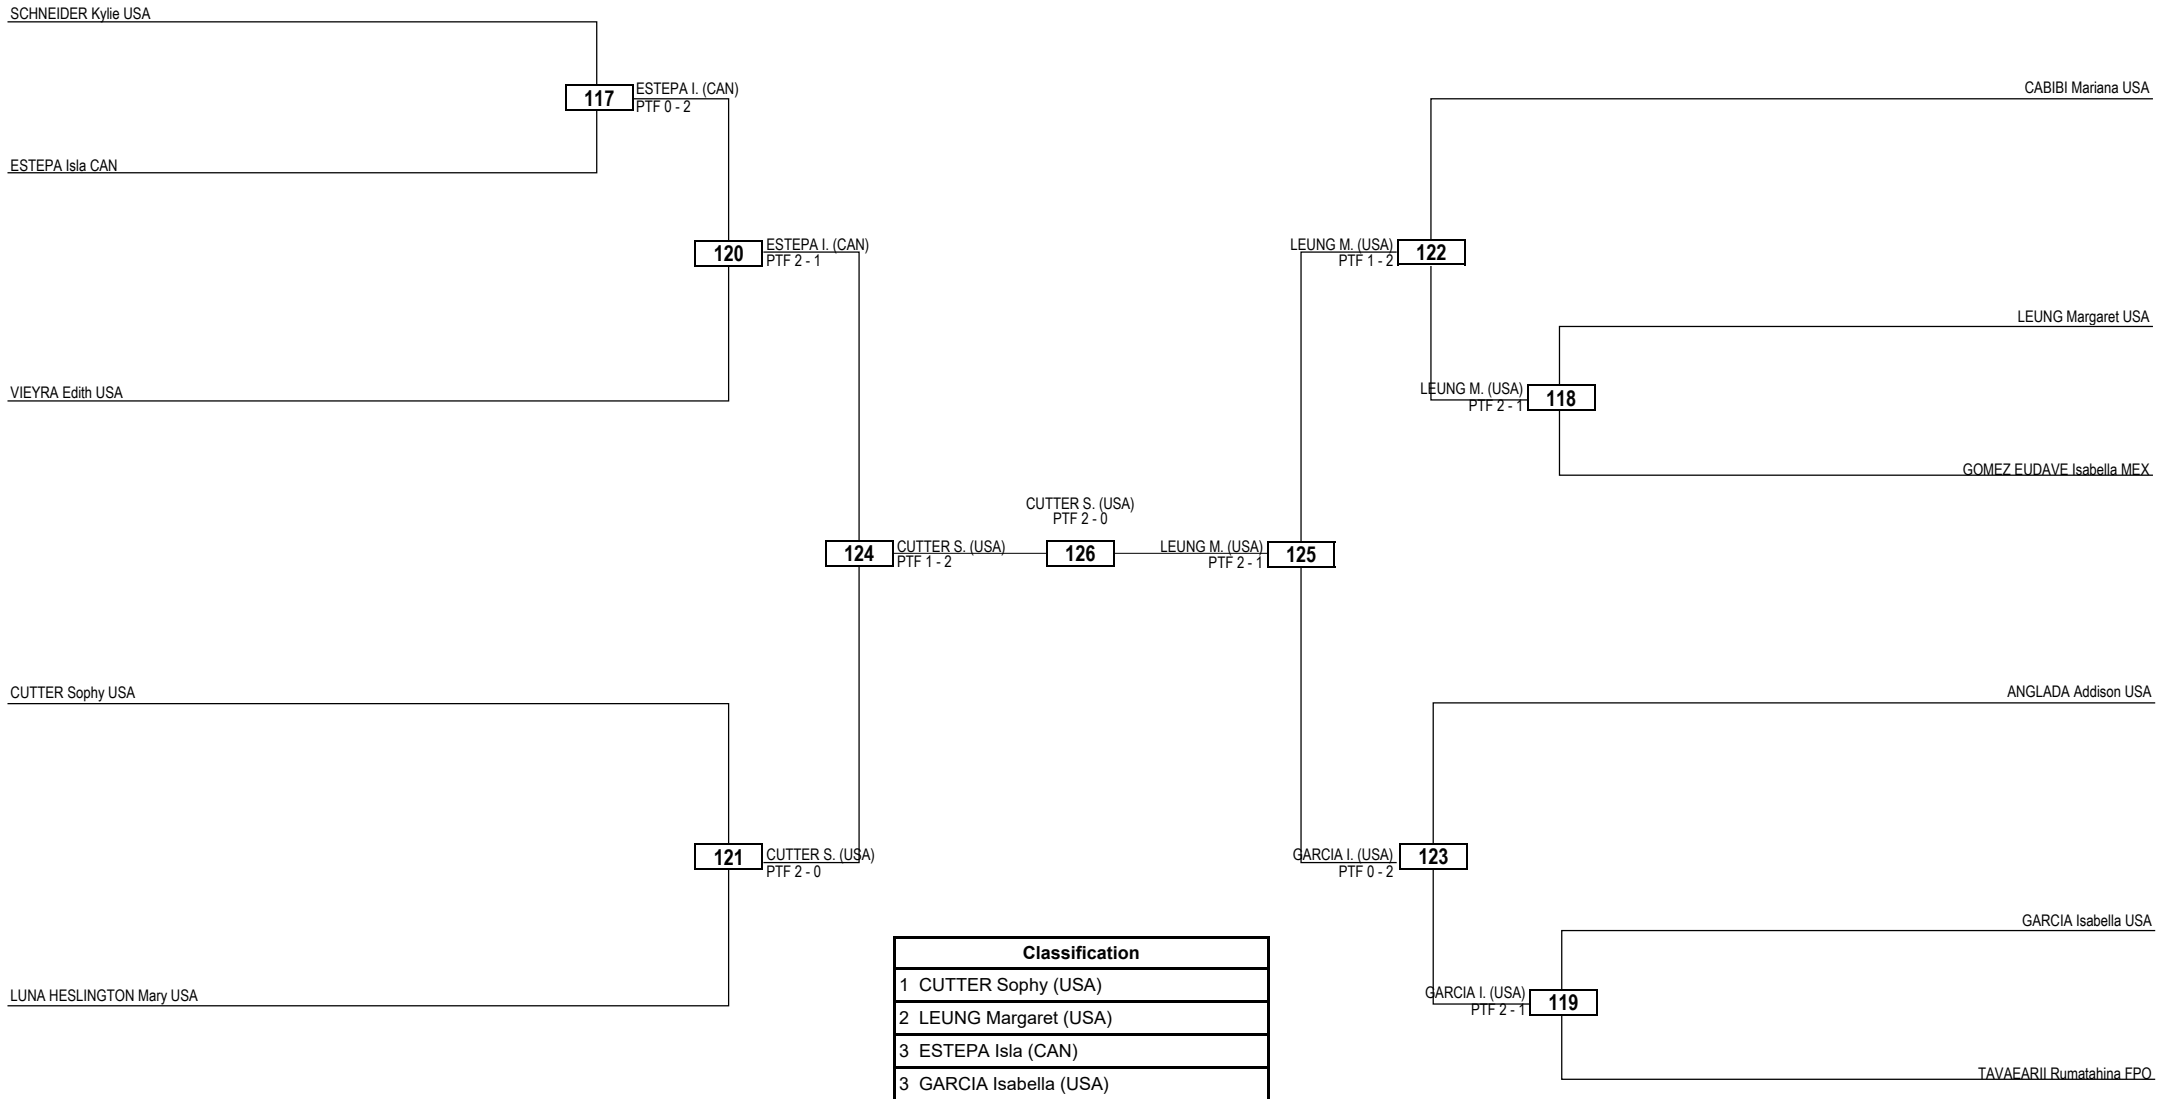 SCHNEIDER Kylie USA
117
ESTEPA I. (CAN)
PTF 0 - 2
ESTEPA Isla CAN
120
ESTEPA I. (CAN)
PTF 2 - 1
VIEYRA Edith USA
124
CUTTER S. (USA)
PTF 1 - 2
CUTTER Sophy USA
121
CUTTER S. (USA)
PTF 2 - 0
LUNA HESLINGTON Mary USA
CUTTER S. (USA)
PTF 2 - 0
126
CABIBI Mariana USA
LEUNG M. (USA)
PTF 1 - 2
122
LEUNG Margaret USA
LEUNG M. (USA)
PTF 2 - 1
118
GOMEZ EUDAVE Isabella MEX
LEUNG M. (USA)
PTF 2 - 1
125
ANGLADA Addison USA
GARCIA I. (USA)
PTF 0 - 2
123
GARCIA Isabella USA
GARCIA I. (USA)
PTF 2 - 1
119
TAVAEARII Rumatahina FPO
Classification
1 CUTTER Sophy (USA)
2 LEUNG Margaret (USA)
3 ESTEPA Isla (CAN)
3 GARCIA Isabella (USA)